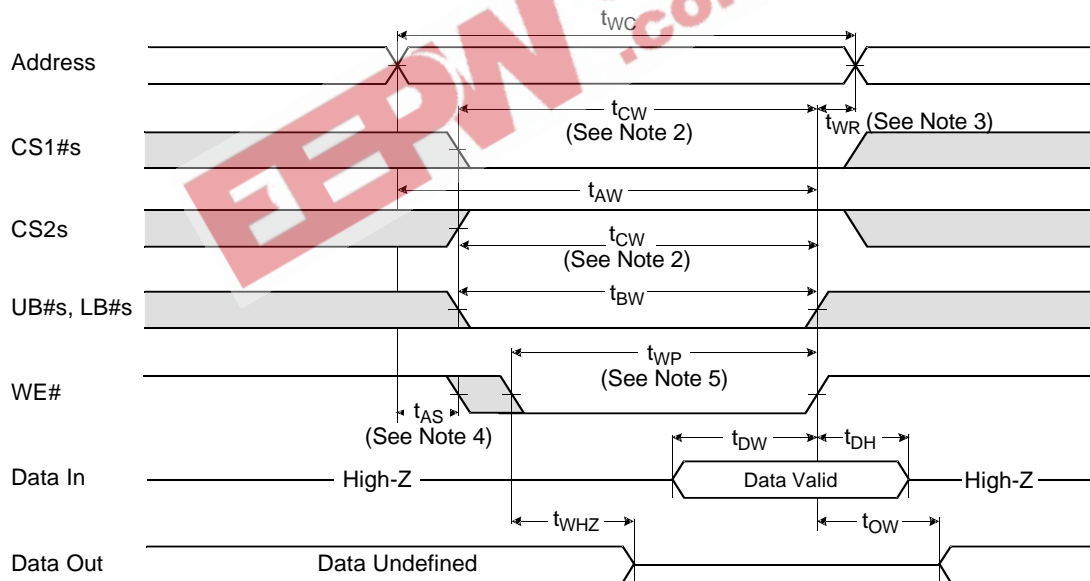 EEPW .com
tWC
Address
tCW
(See Note 2)
tWR (See Note 3)
CS1#s
tAW
CS2s
tCW
(See Note 2)
UB#s, LB#s
tBW
WE#
tWP
(See Note 5)
tAS
(See Note 4)
tDW
tDH
Data In
High-Z
Data Valid
High-Z
tWHZ
tOW
Data Out
Data Undefined